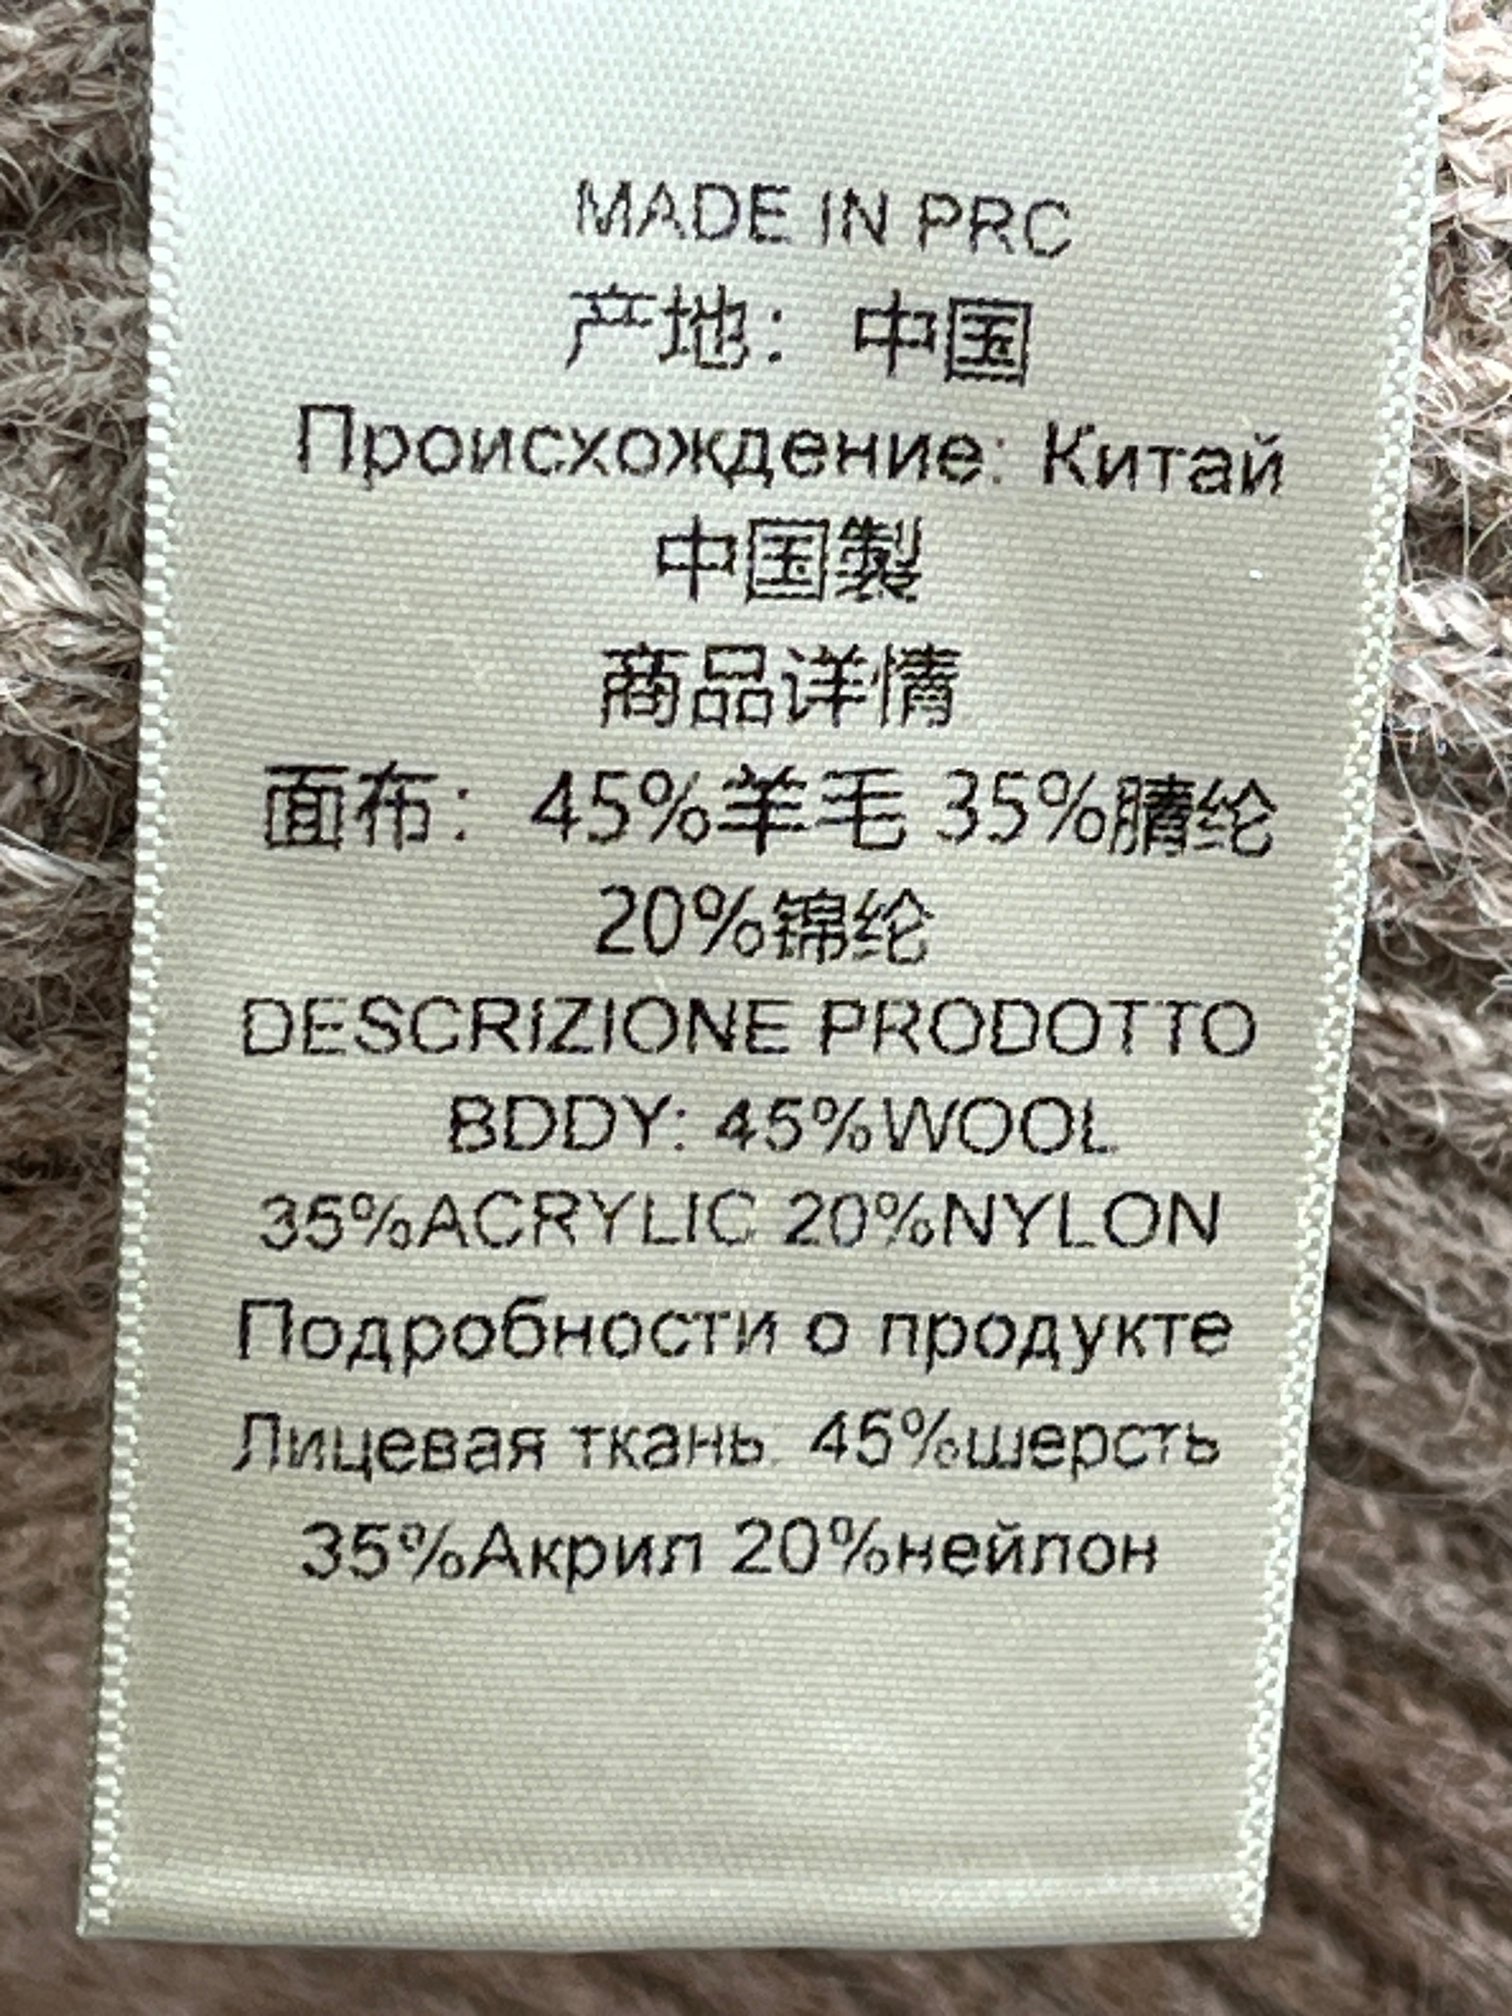 MADE IN PRC
产地：中国
Происхождение: Китай
中国製
商品详情
面布：45%羊毛 35%腈纶
20%锦纶
DESCRIZIONE PRODOTTO
BDDY: 45%WOOL
35%ACRYLIC 20%NYLON
Подробности о продукте
Лицевая ткань: 45%шерсть
35%Акрил 20%нейлон